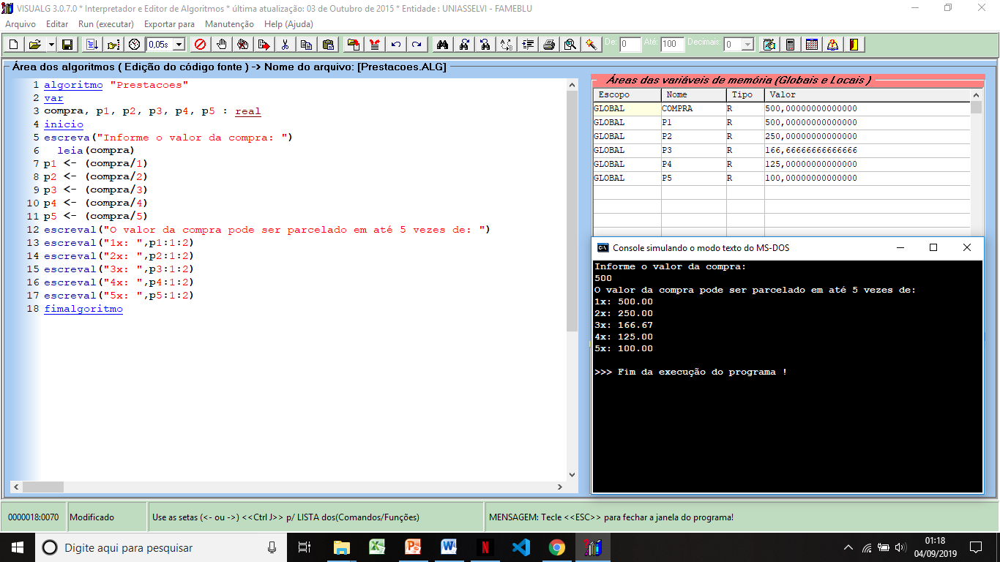 VISUALG 3.0.7.0 * Interpretador e Editor de Algoritmos * última atualização: 03 de Outubro de 2015 * Entidade : UNIASSELVI - FAMEBLU
Arquivo Editar Run (executar) Exportar para Manutenção Help (Ajuda)
0,05s De: 0 Até: 100 Decimais: 0
Área dos algoritmos ( Edição do código fonte ) -> Nome do arquivo: [Prestacoes.ALG]
1 algoritmo "Prestacoes"
2 var
3 compra, p1, p2, p3, p4, p5 : real
4 inicio
5 escreva("Informe o valor da compra: ")
6 leia(compra)
7 p1 <- (compra/1)
8 p2 <- (compra/2)
9 p3 <- (compra/3)
10 p4 <- (compra/4)
11 p5 <- (compra/5)
12 escreval("O valor da compra pode ser parcelado em até 5 vezes de: ")
13 escreval("1x: ",p1:1:2)
14 escreval("2x: ",p2:1:2)
15 escreval("3x: ",p3:1:2)
16 escreval("4x: ",p4:1:2)
17 escreval("5x: ",p5:1:2)
18 fimalgoritmo
Áreas das variáveis de memória (Globais e Locais )
Escopo Nome Tipo Valor
GLOBAL COMPRA R 500,00000000000000
GLOBAL P1 R 500,00000000000000
GLOBAL P2 R 250,00000000000000
GLOBAL P3 R 166,66666666666666
GLOBAL P4 R 125,00000000000000
GLOBAL P5 R 100,00000000000000
Console simulando o modo texto do MS-DOS
Informe o valor da compra:
500
O valor da compra pode ser parcelado em até 5 vezes de:
1x: 500.00
2x: 250.00
3x: 166.67
4x: 125.00
5x: 100.00
>>> Fim da execução do programa !
0000018:0070 Modificado Use as setas (<- ou ->) <<Ctrl J>> p/ LISTA dos(Comandos/Funções) MENSAGEM: Tecle <<ESC>> para fechar a janela do programa!
Digite aqui para pesquisar
01:18
04/09/2019